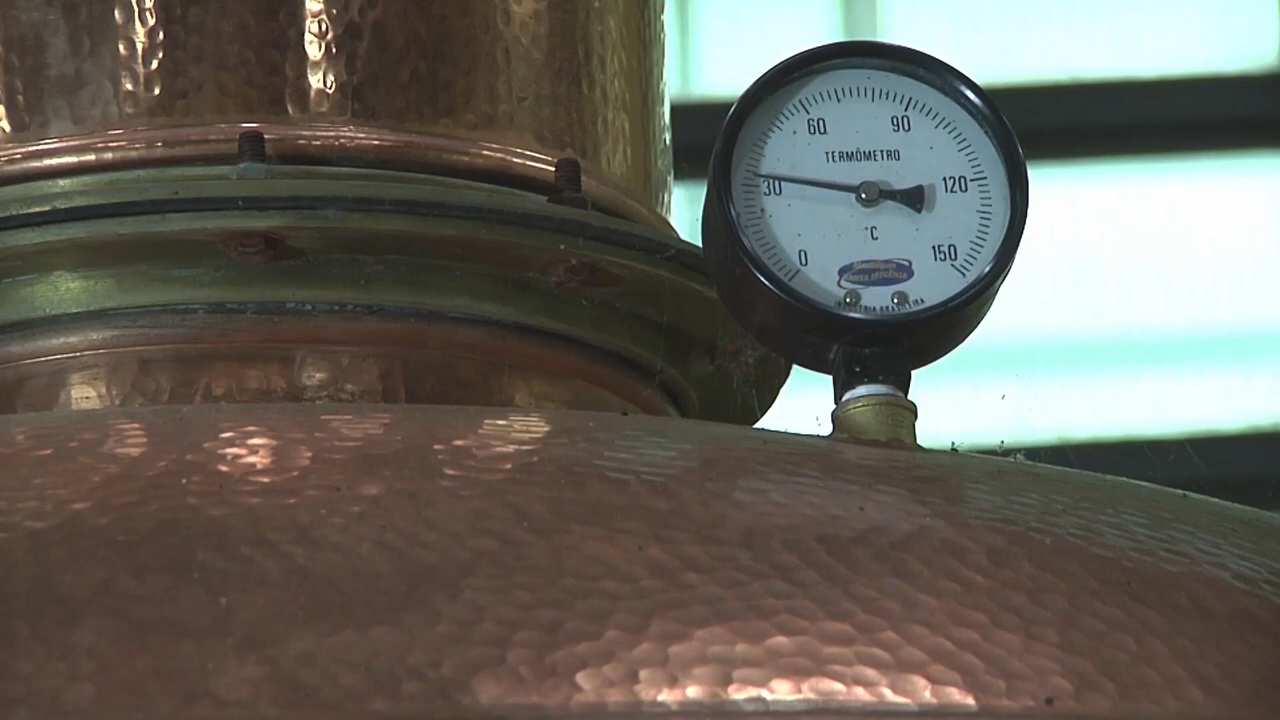 60 90
TERMÔMETRO
30 120
°C
0 150
SANTA EFIGÊNIA
INDÚSTRIA BRASILEIRA